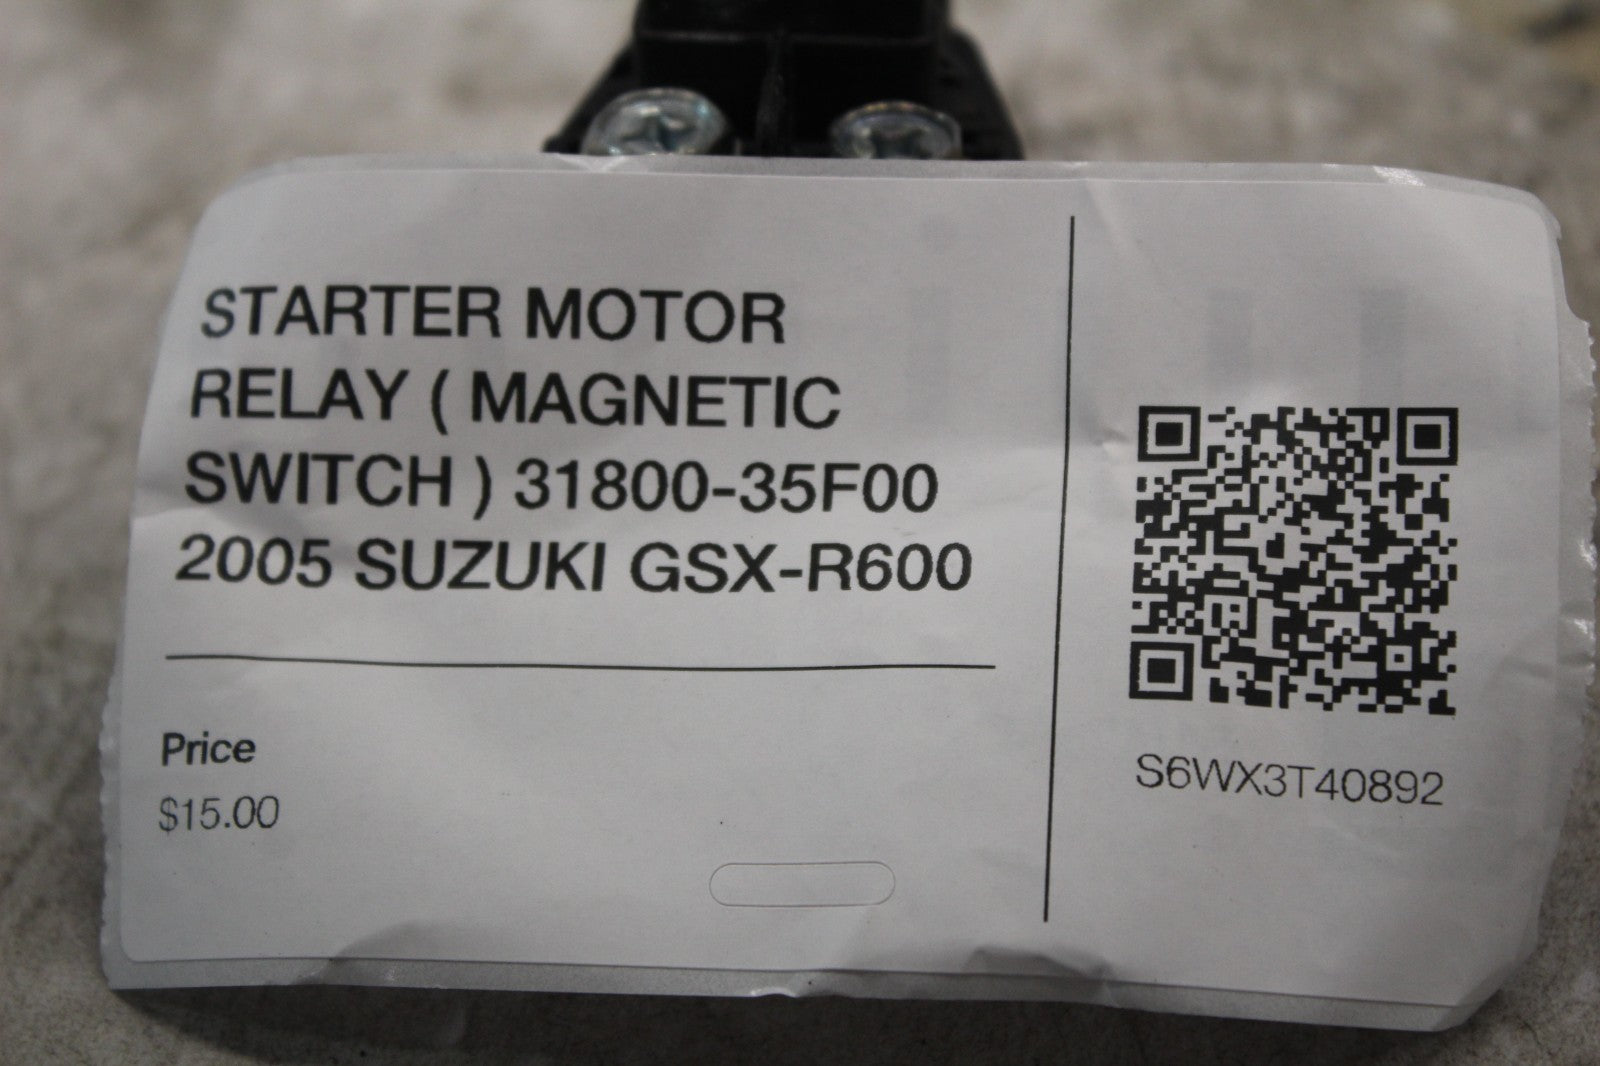 STARTER MOTOR
RELAY ( MAGNETIC
SWITCH ) 31800-35F00
2005 SUZUKI GSX-R600
Price
$15.00
S6WX3T40892